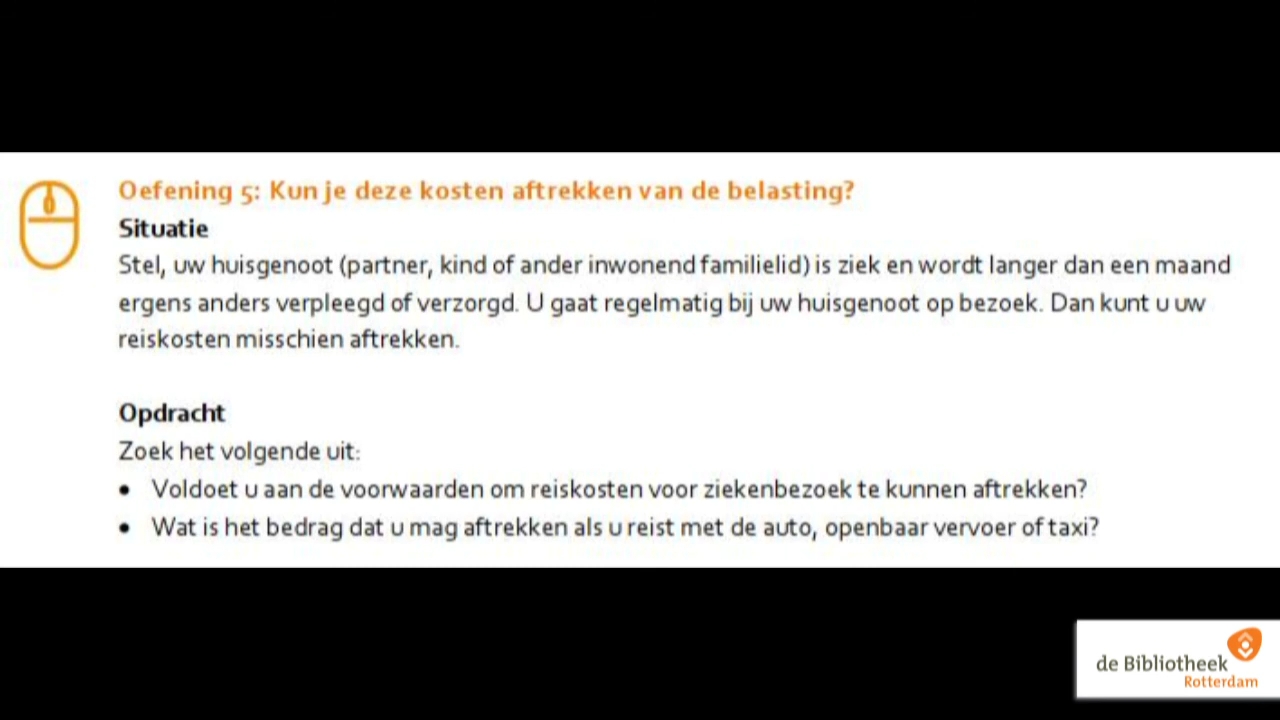 Oefening 5: Kun je deze kosten aftrekken van de belasting?
Situatie
Stel, uw huisgenoot (partner, kind of ander inwonend familielid) is ziek en wordt langer dan een maand
ergens anders verpleegd of verzorgd. U gaat regelmatig bij uw huisgenoot op bezoek. Dan kunt u uw
reiskosten misschien aftrekken.
Opdracht
Zoek het volgende uit:
• Voldoet u aan de voorwaarden om reiskosten voor ziekenbezoek te kunnen aftrekken?
• Wat is het bedrag dat u mag aftrekken als u reist met de auto, openbaar vervoer of taxi?
de Bibliotheek
Rotterdam